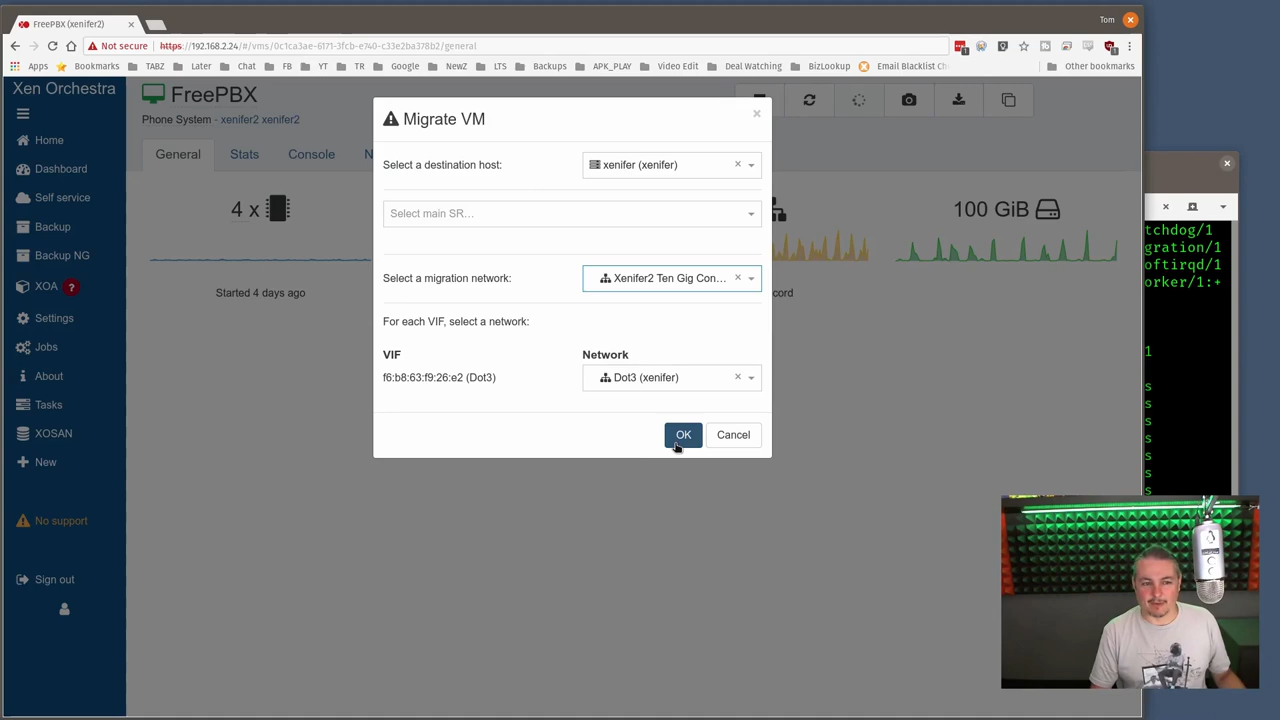 FreePBX (xenifer2)
Tom
Not secure
https://192.168.2.24/#/vms/0c1ca3ae-6171-3fcb-e740-c33e2ba378b2/general
Apps
Bookmarks
TABZ
Later
Chat
FB
YT
TR
Google
NewZ
LTS
Backups
APK_PLAY
Video Edit
Deal Watching
BizLookup
Email Blacklist Ch
Other bookmarks
Xen Orchestra
Home
Dashboard
Self service
Backup
Backup NG
XOA
Settings
Jobs
About
Tasks
XOSAN
New
No support
Sign out
FreePBX
Phone System - xenifer2 xenifer2
General
Stats
Console
N
4 x
100 GiB
Started 4 days ago
cord
Migrate VM
Select a destination host:
xenifer (xenifer)
Select main SR…
Select a migration network:
Xenifer2 Ten Gig Con…
For each VIF, select a network:
VIF
Network
f6:b8:63:f9:26:e2 (Dot3)
Dot3 (xenifer)
OK
Cancel
tchdog/1
gration/1
oftirqd/1
orker/1:+
l
s
s
s
s
s
s
s